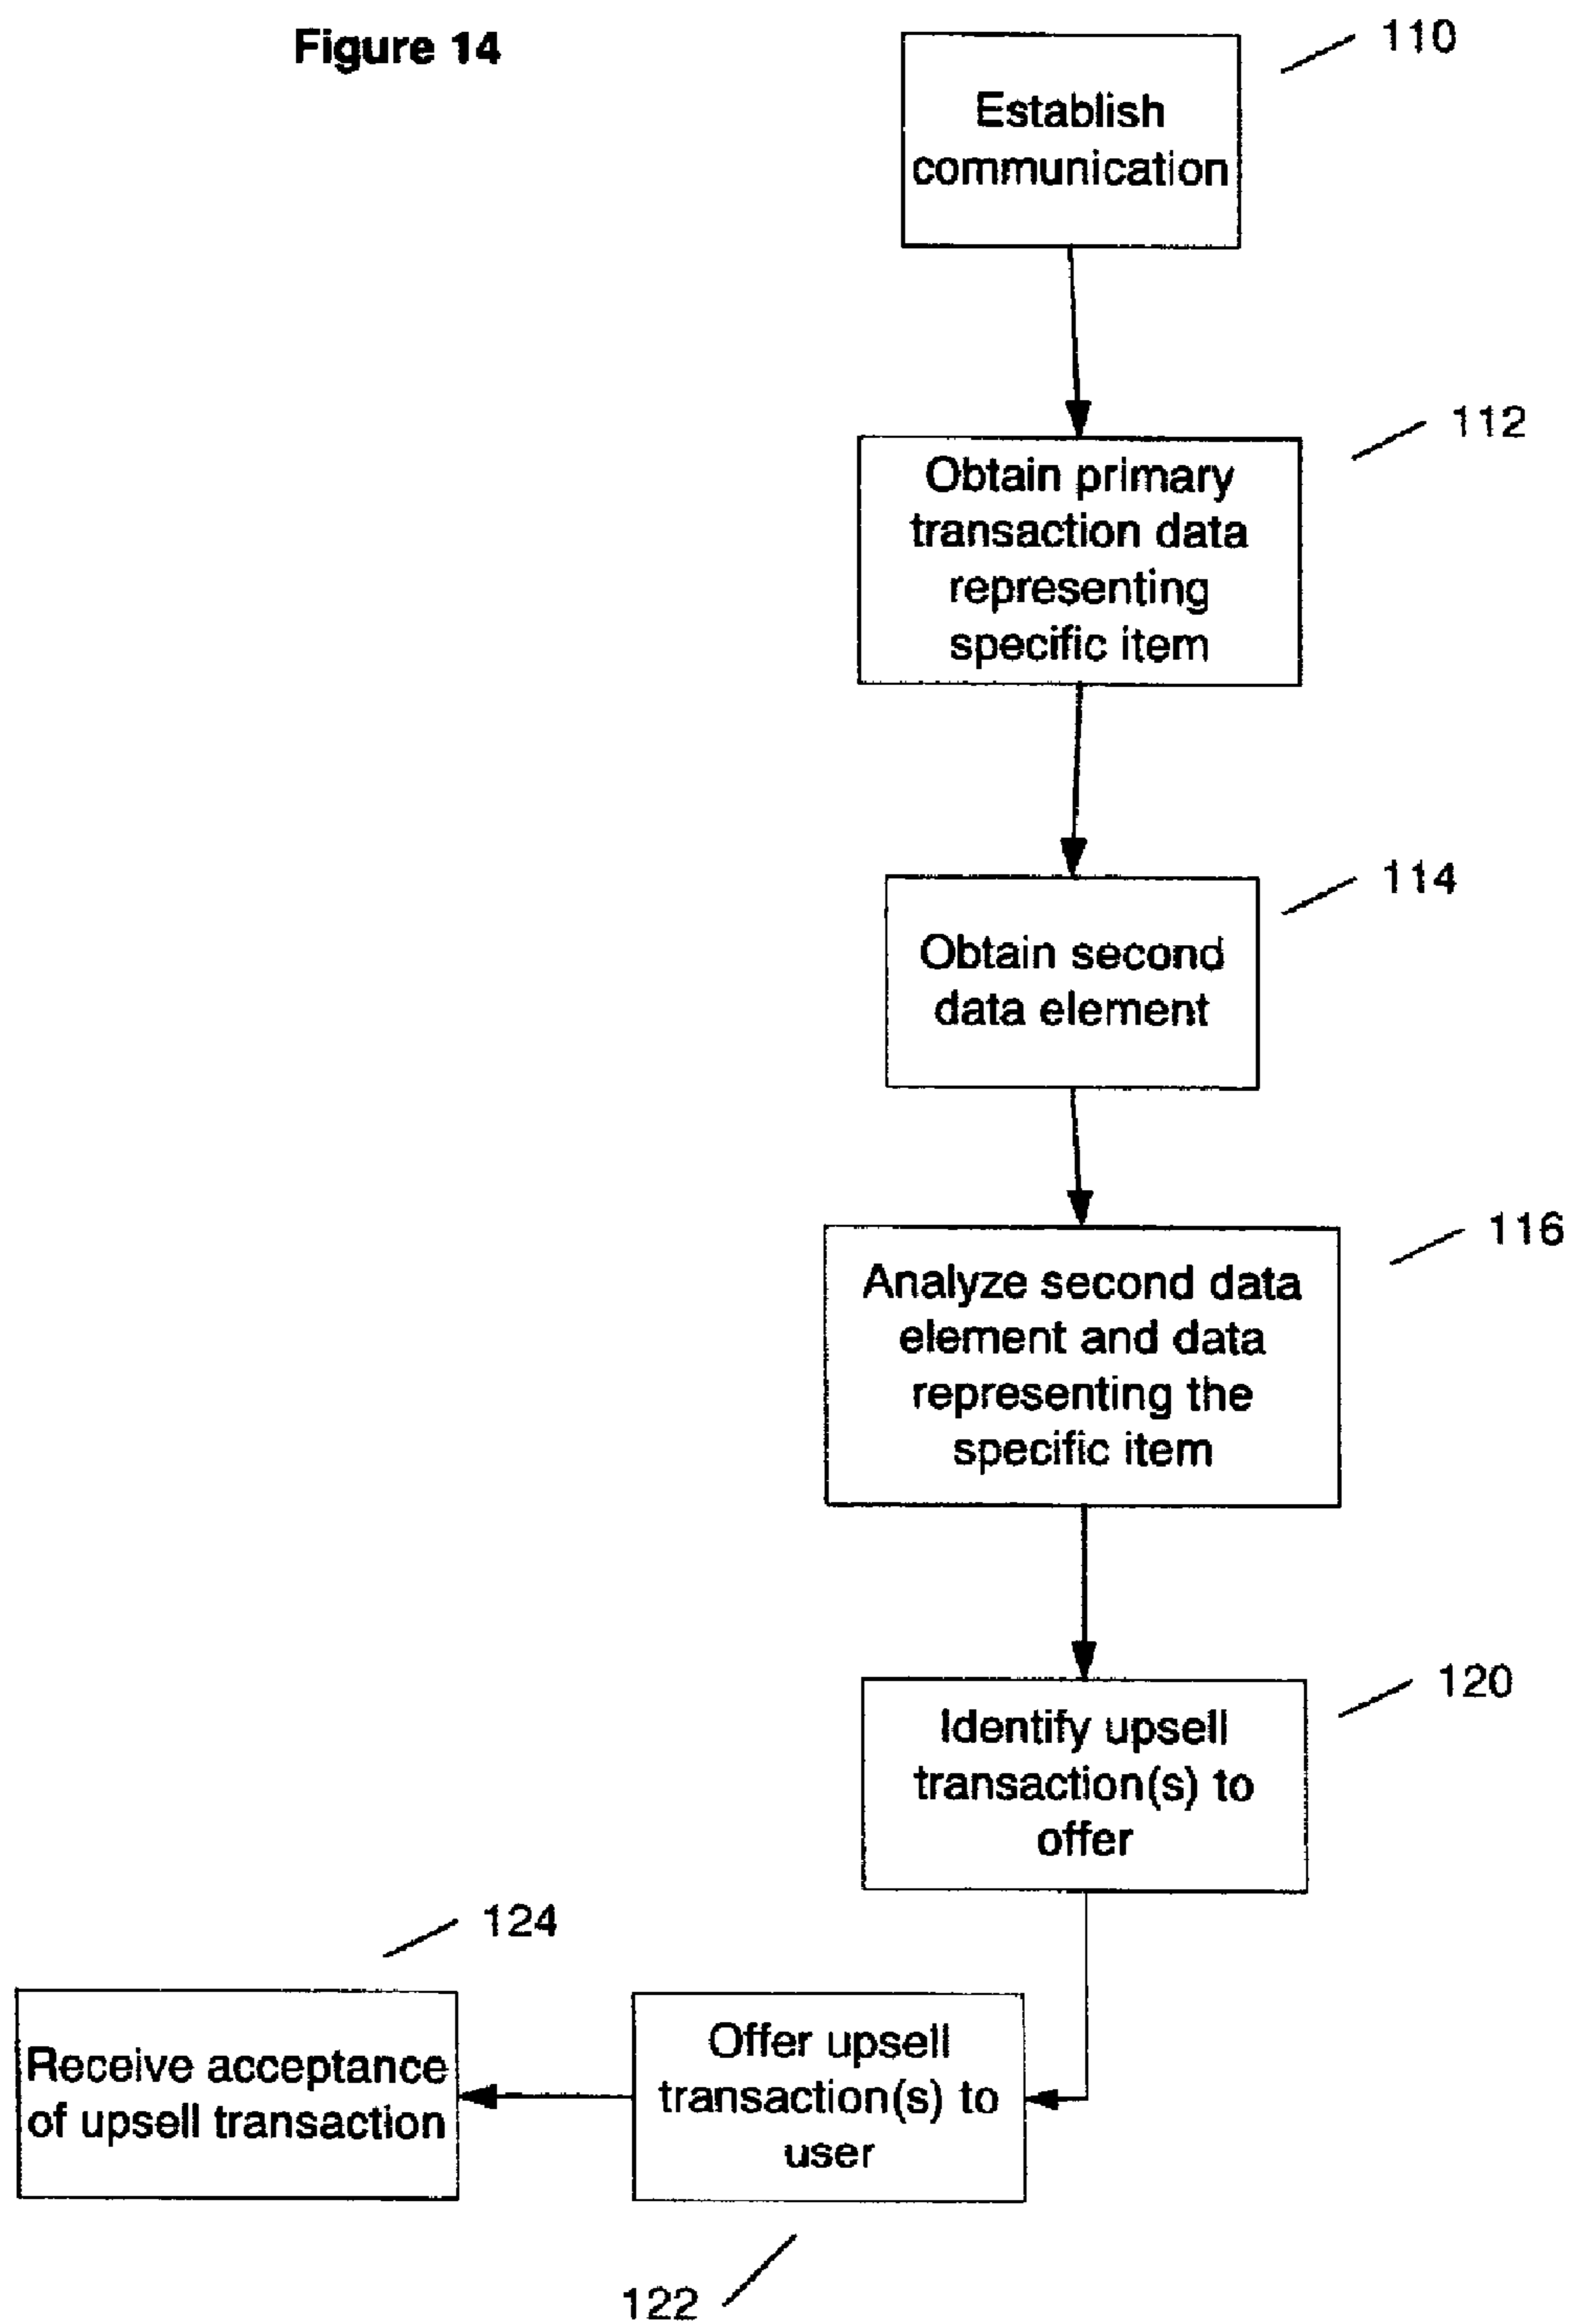 Figure 14
110
Establish
communication
112
Obtain primary
transaction data
representing
specific item
114
Obtain second
data element
116
Analyze second data
element and data
representing the
specific item
120
Identify upsell
transaction(s) to
offer
124
Receive acceptance
of upsell transaction
Offer upsell
transaction(s) to
user
122